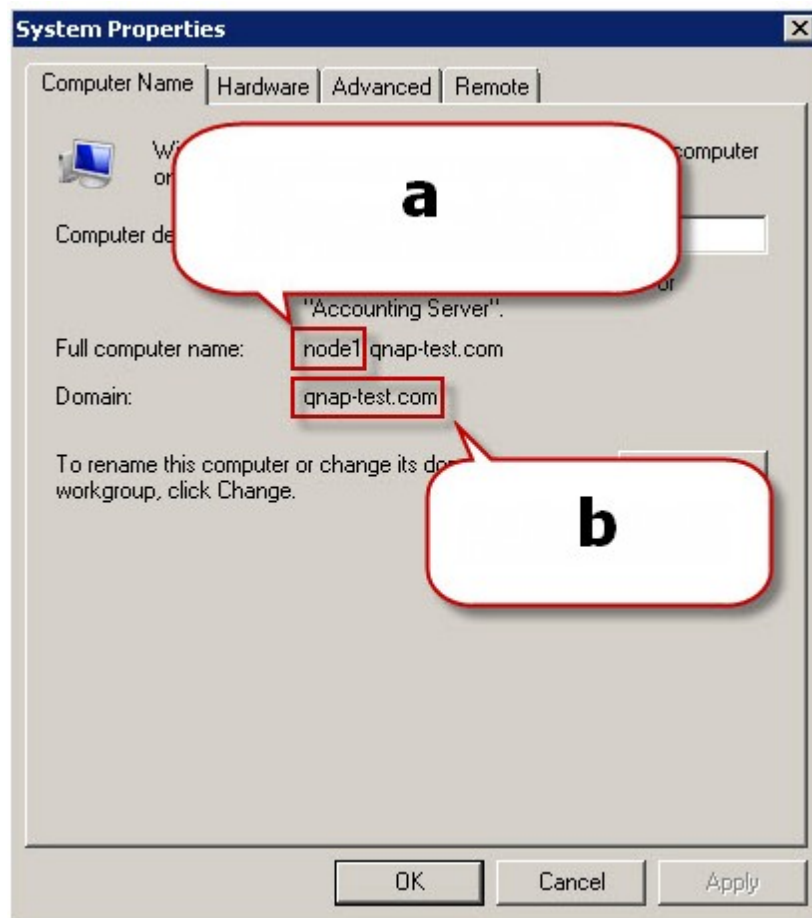 System Properties
Computer Name Hardware Advanced Remote
computer
a
Computer de
"Accounting Server".
Full computer name: node1.qnap-test.com
Domain: qnap-test.com
To rename this computer or change its
workgroup, click Change.
b
OK Cancel Apply